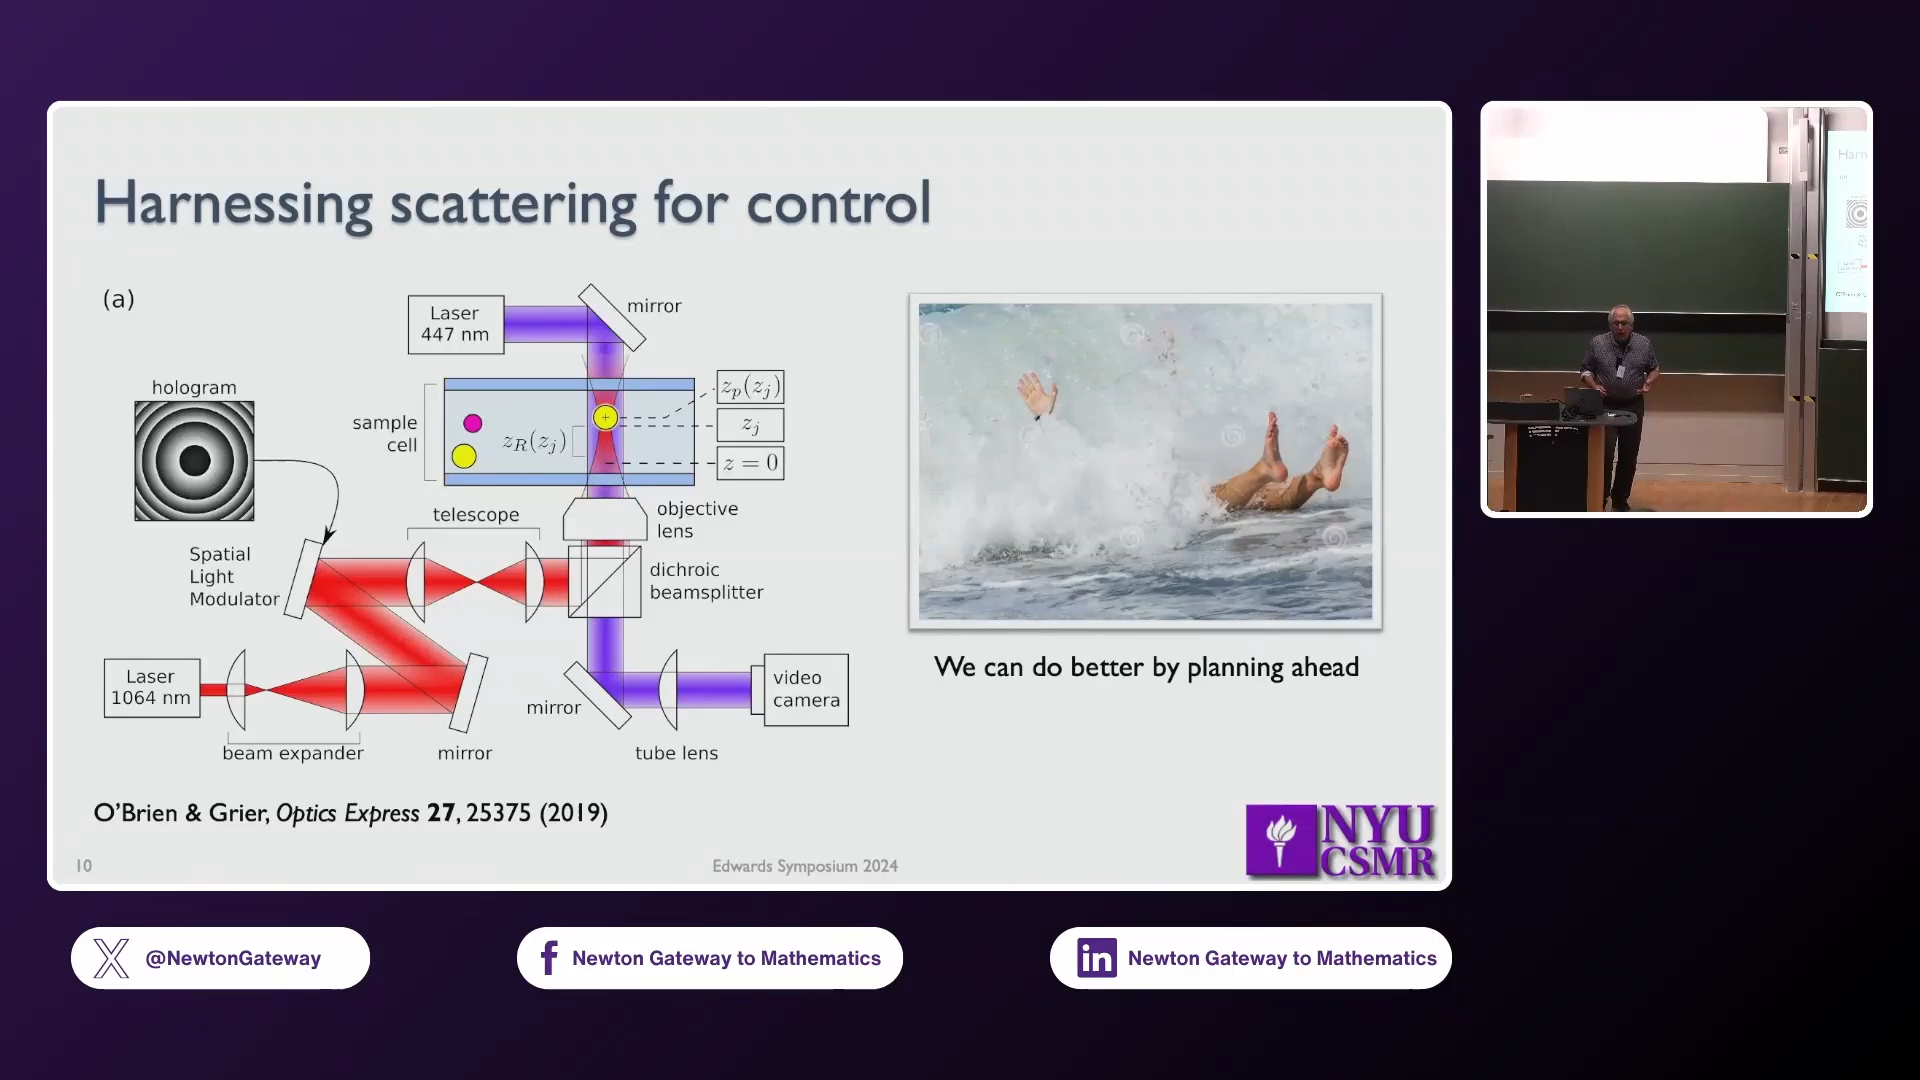 Harnessing scattering for control
(a)
Laser
447 nm
mirror
hologram
sample
cell
z_R(z_j)
z_p(z_j)
z_j
z = 0
telescope
objective
lens
Spatial
Light
Modulator
dichroic
beamsplitter
Laser
1064 nm
beam expander
mirror
mirror
tube lens
video
camera
We can do better by planning ahead
O'Brien & Grier, Optics Express 27, 25375 (2019)
10
Edwards Symposium 2024
NYU
CSMR
Harn
@NewtonGateway
Newton Gateway to Mathematics
in
Newton Gateway to Mathematics